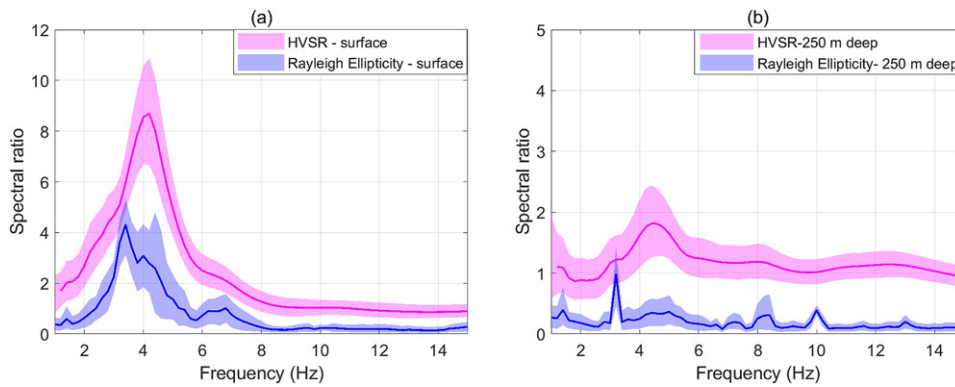 (a)
12
10
8
6
4
2
0
Spectral ratio
HVSR - surface
Rayleigh Ellipticity - surface
2 4 6 8 10 12 14
Frequency (Hz)
(b)
5
4
3
2
1
0
Spectral ratio
HVSR-250 m deep
Rayleigh Ellipticity- 250 m deep
2 4 6 8 10 12 14
Frequency (Hz)